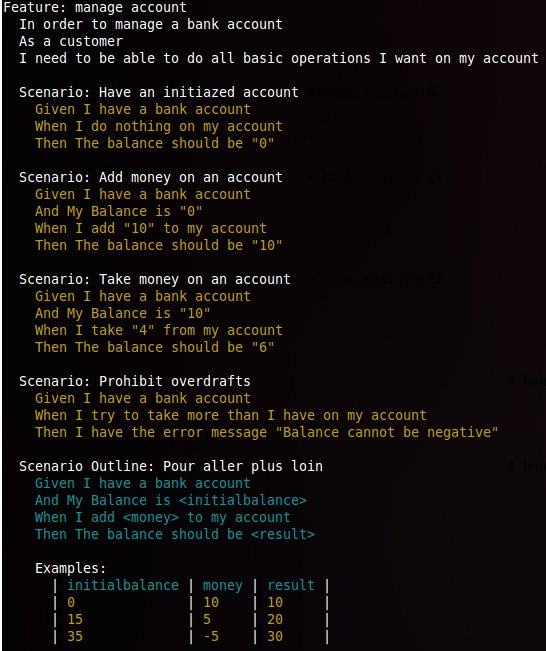 Feature: manage account
In order to manage a bank account
As a customer
I need to be able to do all basic operations I want on my account
Scenario: Have an initiazed account # bank.feature:6
Given I have a bank account
When I do nothing on my account
Then The balance should be "0"
Scenario: Add money on an account # bank.feature:11
Given I have a bank account
And My Balance is "0"
When I add "10" to my account
Then The balance should be "10"
Scenario: Take money on an account # bank.feature:17
Given I have a bank account
And My Balance is "10"
When I take "4" from my account
Then The balance should be "6"
Scenario: Prohibit overdrafts # ban
Given I have a bank account
When I try to take more than I have on my account
Then I have the error message "Balance cannot be negative"
Scenario Outline: Pour aller plus loin # ban
Given I have a bank account
And My Balance is <initialbalance>
When I add <money> to my account
Then The balance should be <result>
Examples:
| initialbalance | money | result |
| 0 | 10 | 10 |
| 15 | 5 | 20 |
| 35 | -5 | 30 |